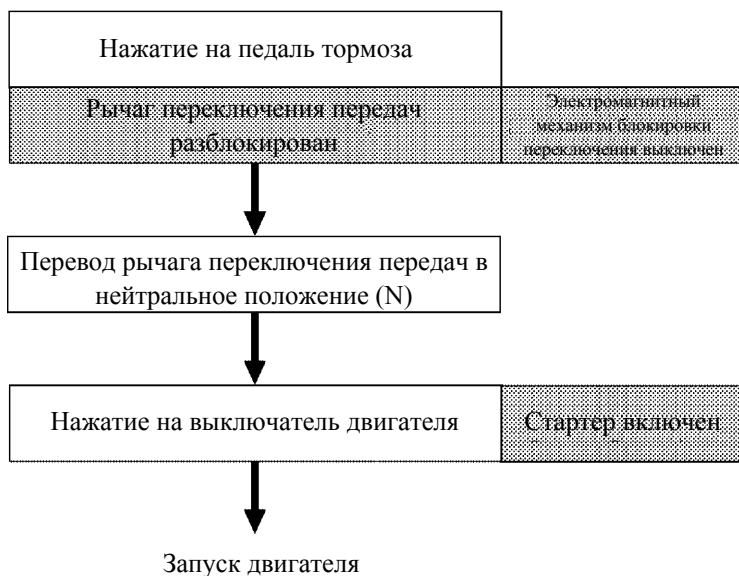 Нажатие на педаль тормоза
Рычаг переключения передач
разблокирован
Электромагнитный
механизм блокировки
переключения выключен
Перевод рычага переключения передач в
нейтральное положение (N)
Нажатие на выключатель двигателя
Стартер включен
Запуск двигателя